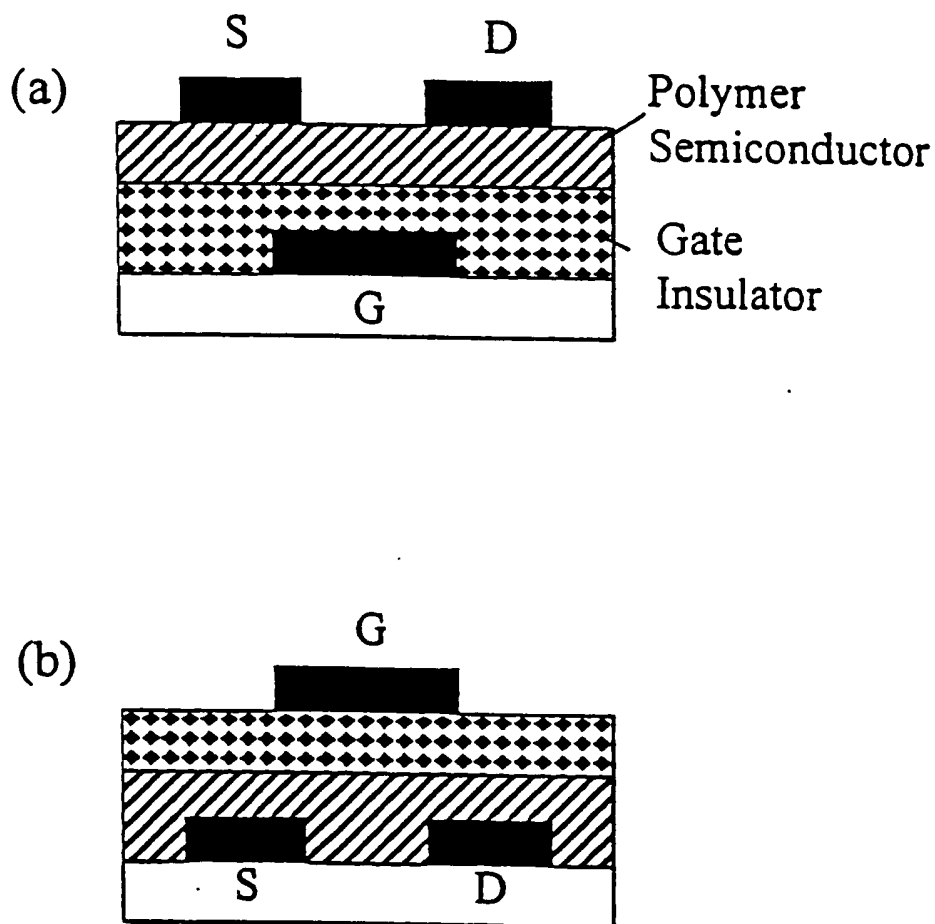 (a)
S
D
Polymer
Semiconductor
Gate
Insulator
G
(b)
G
S
D